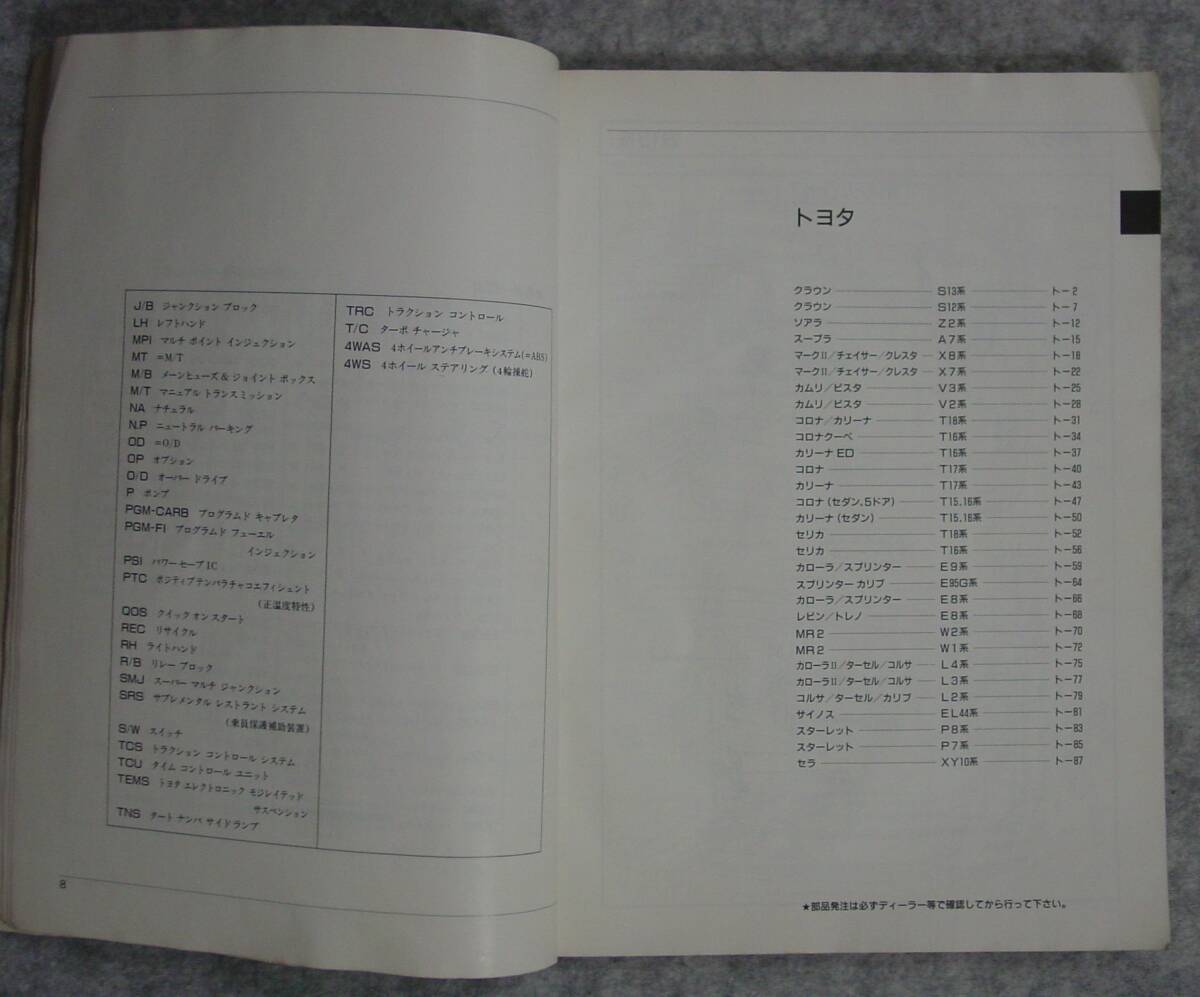 J/B ジャンクション ブロック
LH レフトハンド
MPI マルチ ポイント インジェクション
MT =M/T
M/B メーンヒューズ & ジョイント ボックス
M/T マニュアル トランスミッション
NA ナチュラル
N.P ニュートラル パーキング
OD =O/D
OP オプション
O/D オーバー ドライブ
P ポンプ
PGM-CARB プログラムド キャブレタ
PGM-FI プログラムド フューエル
インジェクション
PSI パワー セーブ IC
PTC ポジティブテンパラチャコエフィシェント
(正温度特性)
QOS クイック オン スタート
REC リサイクル
RH ライトハンド
R/B リレー ブロック
SMJ スーパー マルチ ジャンクション
SRS サプレメンタル レストラント システム
(乗員保護補助装置)
S/W スイッチ
TCS トラクション コントロール システム
TCU タイム コントロール ユニット
TEMS トヨタ エレクトロニック モジレイテッド
サスペンション
TNS タート ナンバ サイドランプ
TRC トラクション コントロール
T/C ターボ チャージャ
4WAS 4ホイールアンチブレーキシステム(=ABS)
4WS 4ホイール ステアリング (4輪操舵)
8
トヨタ
クラウン S13系 ト-2
クラウン S12系 ト-7
ソアラ Z2系 ト-12
スープラ A7系 ト-15
マークII/チェイサー/クレスタ X8系 ト-18
マークII/チェイサー/クレスタ X7系 ト-22
カムリ/ビスタ V3系 ト-25
カムリ/ビスタ V2系 ト-28
コロナ/カリーナ T18系 ト-31
コロナクーペ T16系 ト-34
カリーナ ED T16系 ト-37
コロナ T17系 ト-40
カリーナ T17系 ト-43
コロナ(セダン、5ドア) T15,16系 ト-47
カリーナ(セダン) T15,16系 ト-50
セリカ T18系 ト-52
セリカ T16系 ト-56
カローラ/スプリンター E9系 ト-59
スプリンター カリブ E95G系 ト-64
カローラ/スプリンター E8系 ト-66
レビン/トレノ E8系 ト-68
MR2 W2系 ト-70
MR2 W1系 ト-72
カローラII/ターセル/コルサ L4系 ト-75
カローラII/ターセル/コルサ L3系 ト-77
コルサ/ターセル/カリブ L2系 ト-79
サイノス EL44系 ト-81
スターレット P8系 ト-83
スターレット P7系 ト-85
セラ XY10系 ト-87
★部品発注は必ずディーラー等で確認してから行って下さい。